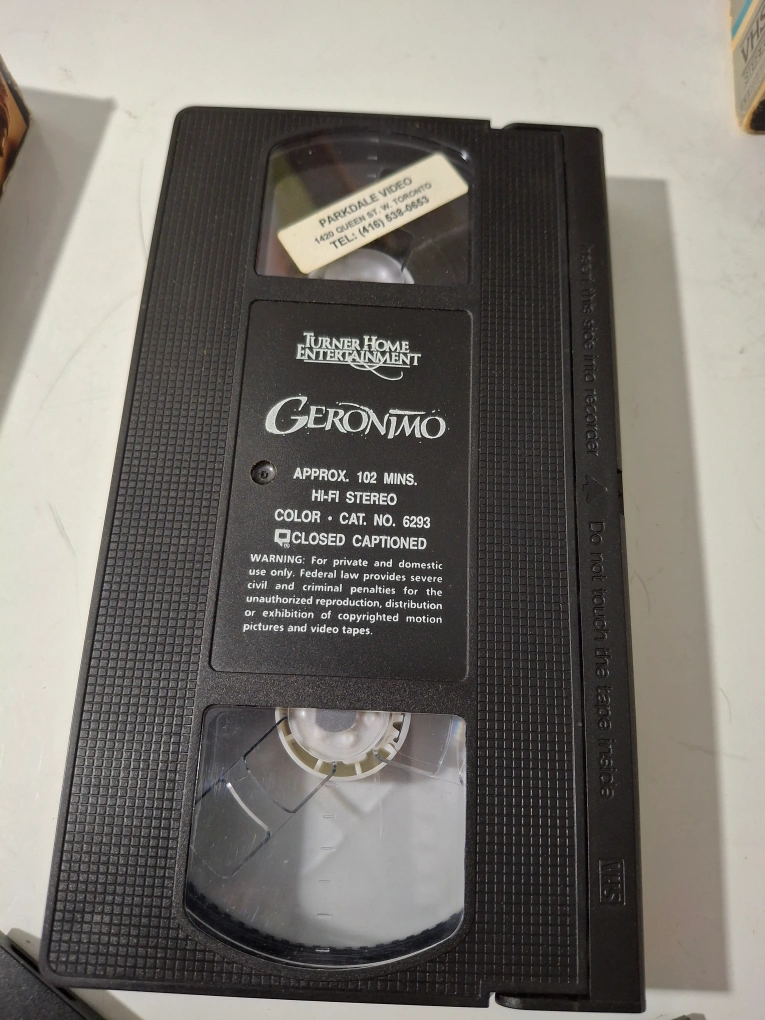 PARKDALE VIDEO
1420 QUEEN ST. W. TORONTO
TEL: (416) 538-0653
TURNER HOME
ENTERTAINMENT
GERONIMO
APPROX. 102 MINS.
HI-FI STEREO
COLOR • CAT. NO. 6293
CLOSED CAPTIONED
WARNING: For private and domestic
use only. Federal law provides severe
civil and criminal penalties for the
unauthorized reproduction, distribution
or exhibition of copyrighted motion
pictures and video tapes.
Insert this side into recorder
Do not touch the tape inside
VHS
VHS